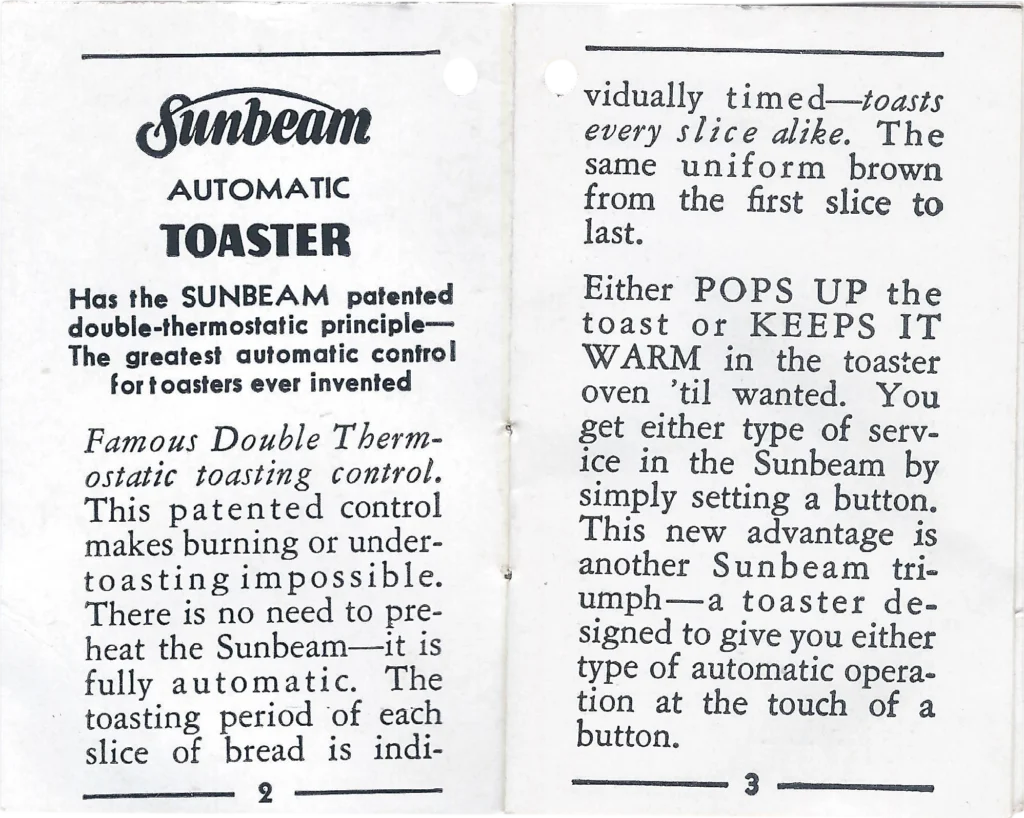 Sunbeam
AUTOMATIC
TOASTER
Has the SUNBEAM patented
double-thermostatic principle—
The greatest automatic control
for toasters ever invented
Famous Double Therm-
ostatic toasting control.
This patented control
makes burning or under-
toasting impossible.
There is no need to pre-
heat the Sunbeam—it is
fully automatic. The
toasting period of each
slice of bread is indi-
2
vidually timed—toasts
every slice alike. The
same uniform brown
from the first slice to
last.
Either POPS UP the
toast or KEEPS IT
WARM in the toaster
oven 'til wanted. You
get either type of serv-
ice in the Sunbeam by
simply setting a button.
This new advantage is
another Sunbeam tri-
umph—a toaster de-
signed to give you either
type of automatic opera-
tion at the touch of a
button.
3